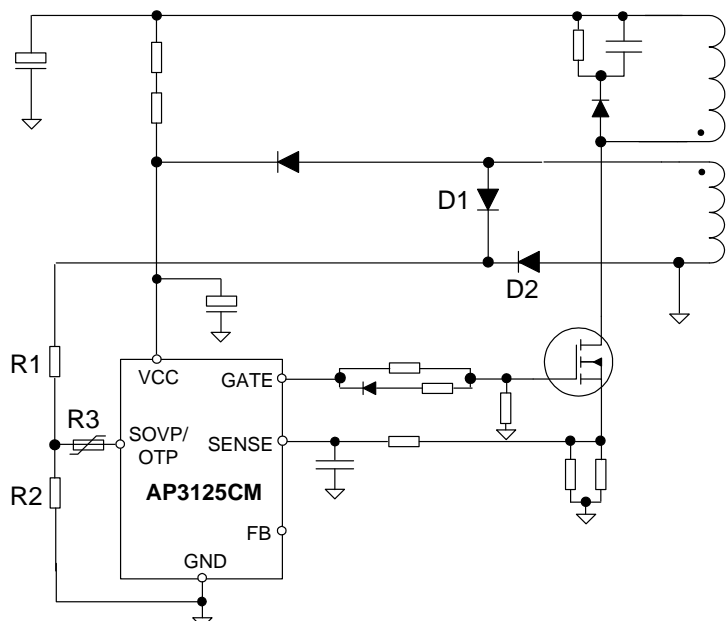 D1
D2
R1
VCC
GATE
R3
SOVP/
OTP
SENSE
R2
AP3125CM
FB
GND